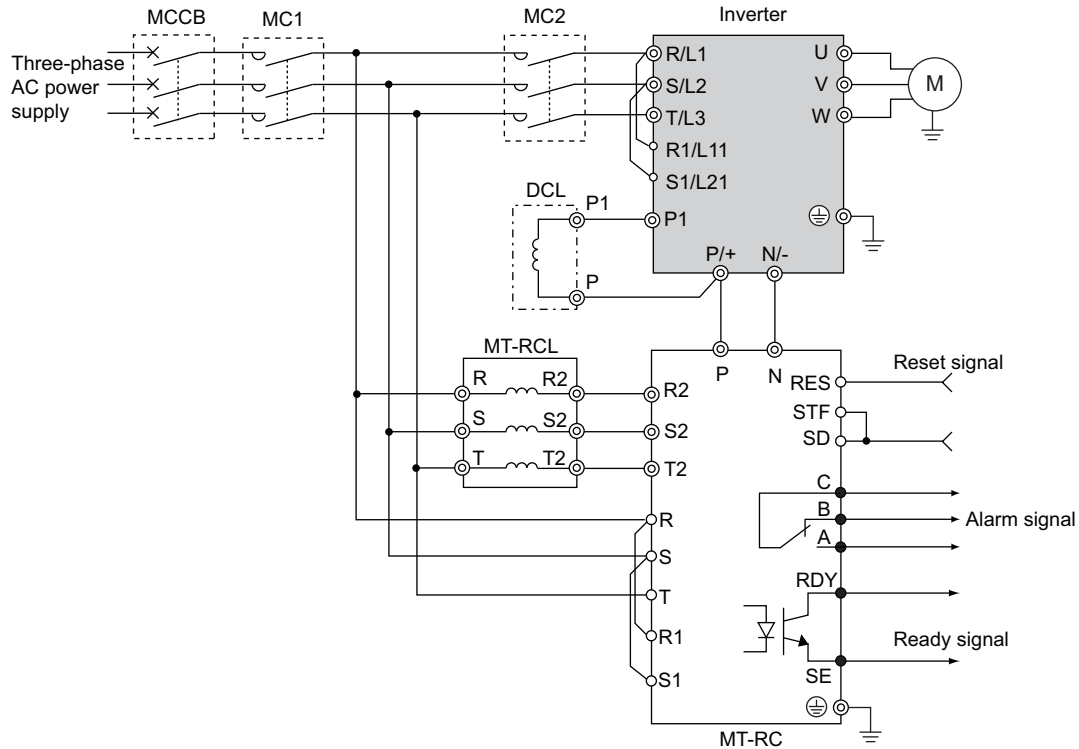 MCCB
MC1
MC2
Inverter
Three-phase
AC power
supply
R/L1
S/L2
T/L3
R1/L11
S1/L21
U
V
W
M
DCL
P1
P
P1
P/+
N/-
MT-RCL
R
R2
S
S2
T
T2
P
N
R2
S2
T2
R
S
T
R1
S1
RES
STF
SD
C
B
A
RDY
SE
Reset signal
Alarm signal
Ready signal
MT-RC